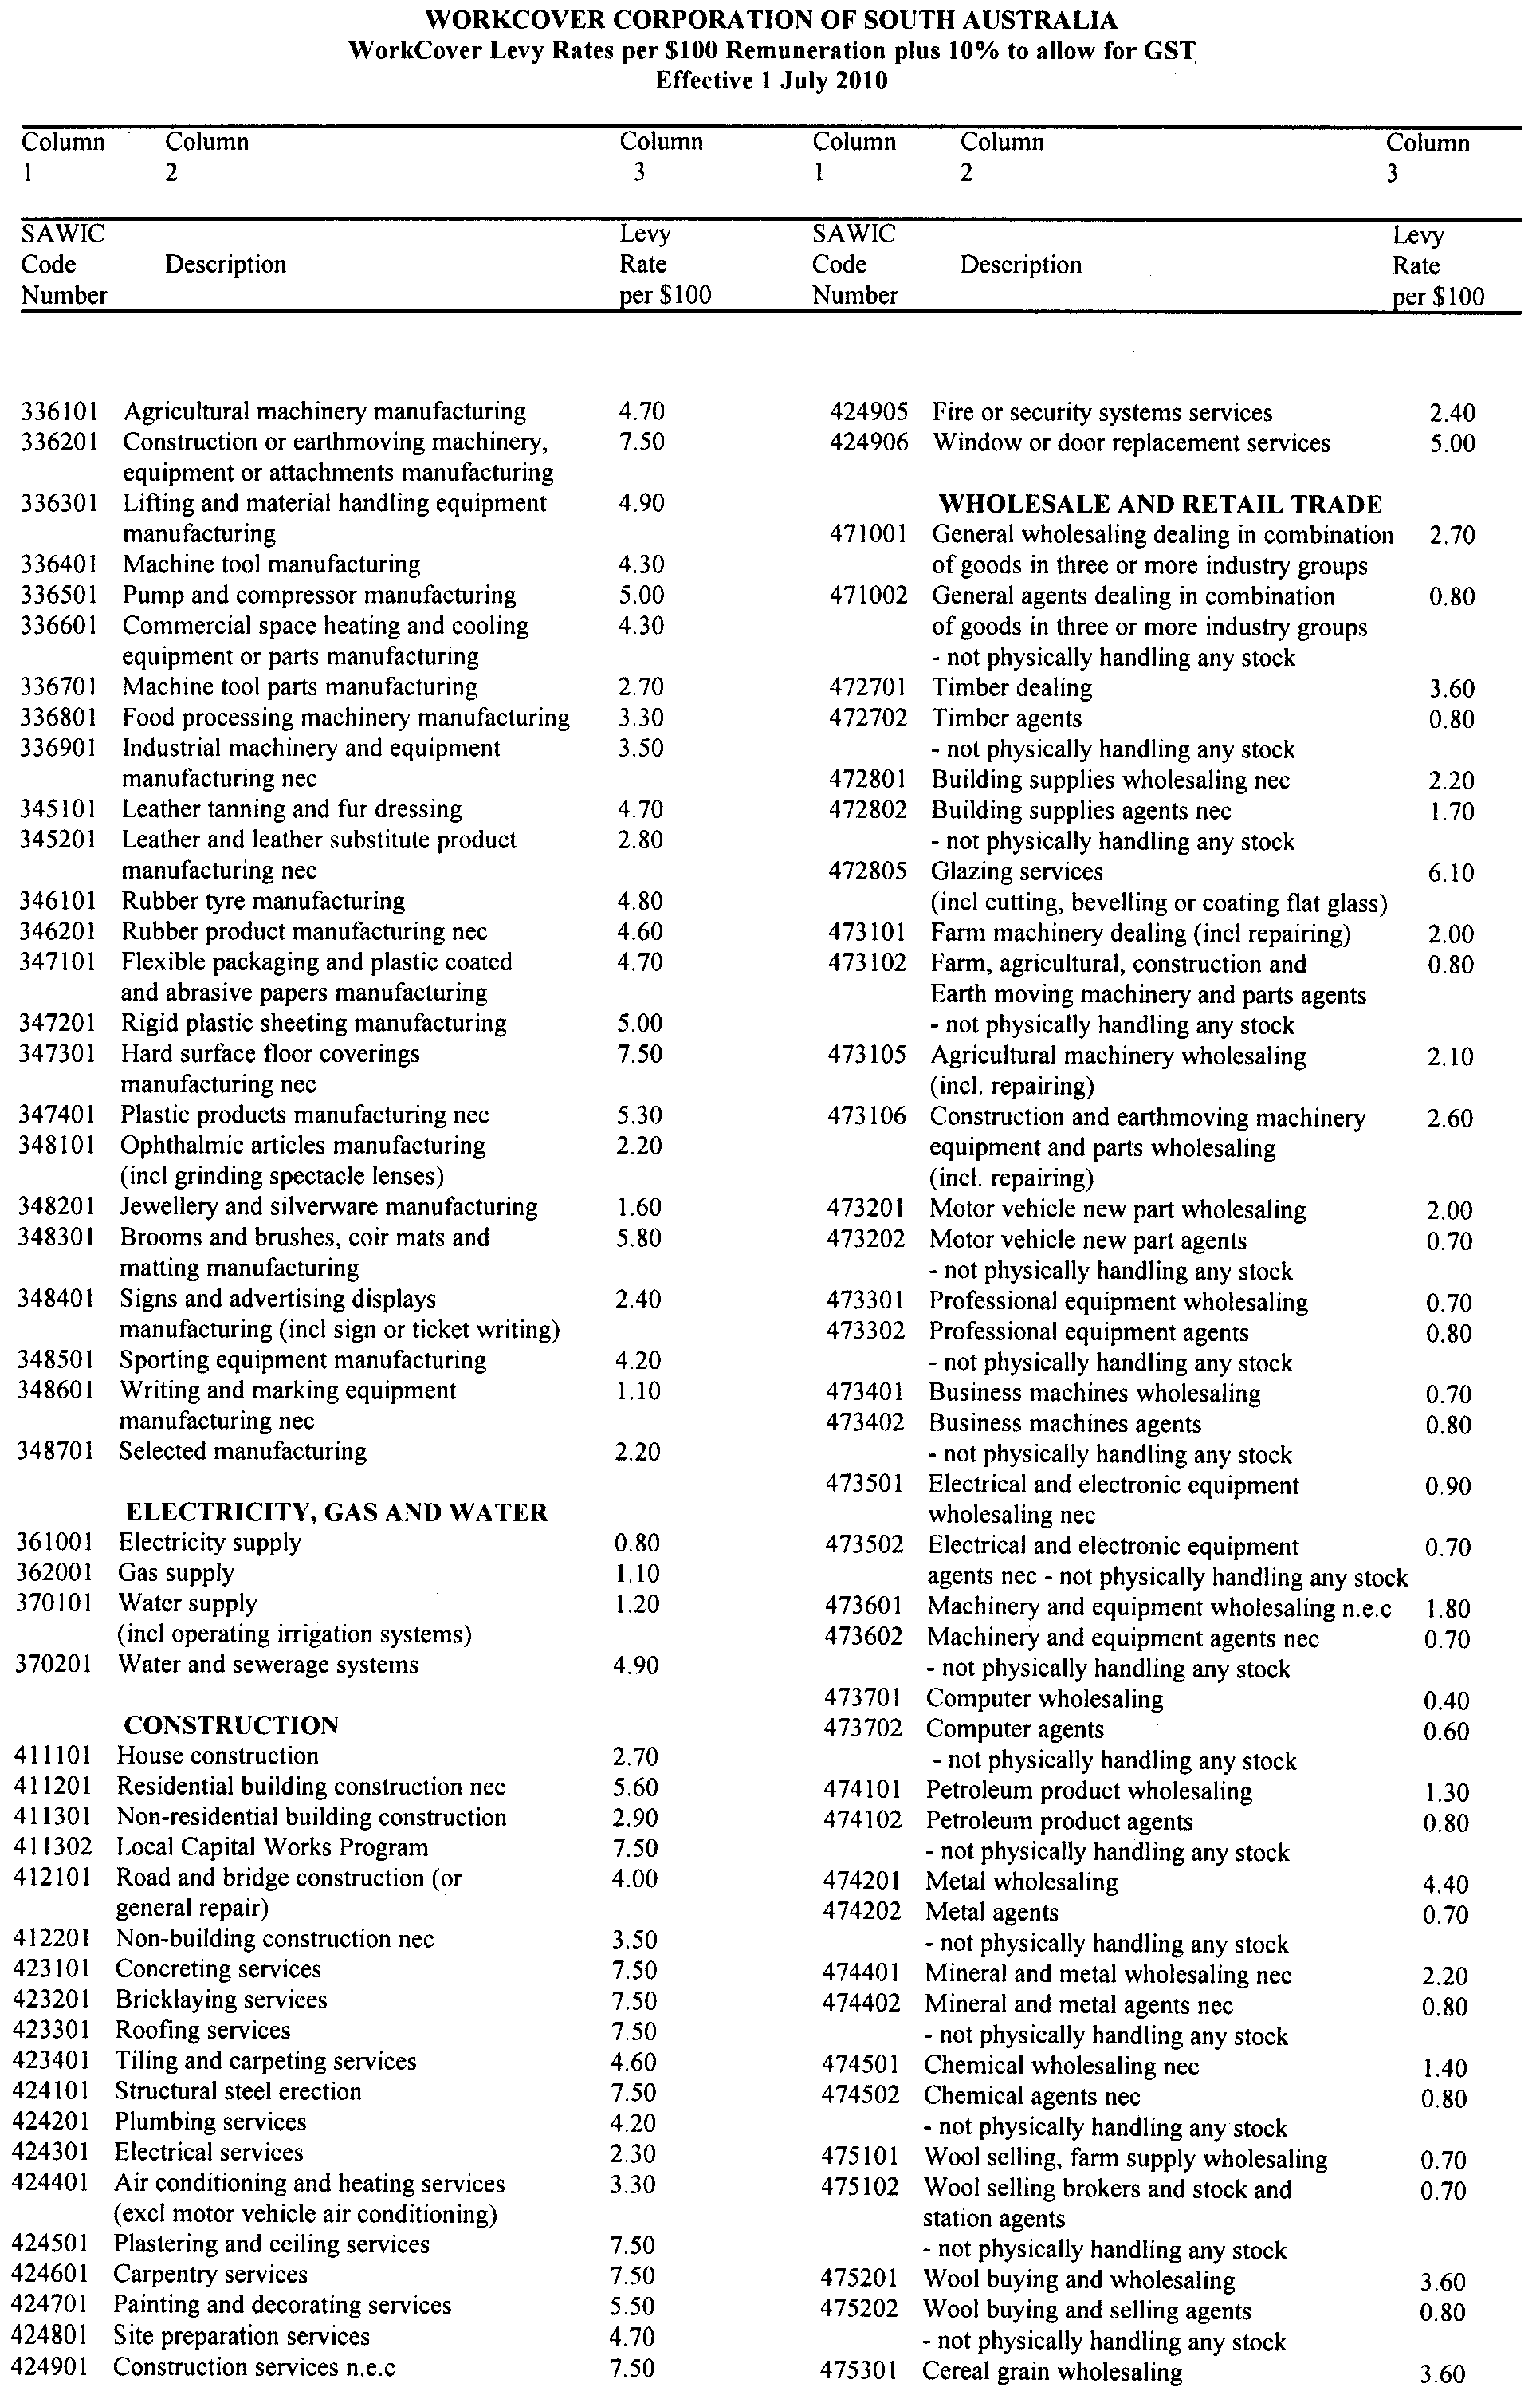 WORKCOVER CORPORATION OF SOUTH AUSTRALIA
WorkCover Levy Rates per $100 Remuneration plus 10% to allow for GST
Effective 1 July 2010
Column Column Column
1 2 3
SAWIC Levy
Code Description Rate
Number per $100
336101 Agricultural machinery manufacturing 4.70
336201 Construction or earthmoving machinery, 7.50
equipment or attachments manufacturing
336301 Lifting and material handling equipment 4.90
manufacturing
336401 Machine tool manufacturing 4.30
336501 Pump and compressor manufacturing 5.00
336601 Commercial space heating and cooling 4.30
equipment or parts manufacturing
336701 Machine tool parts manufacturing 2.70
336801 Food processing machinery manufacturing 3.30
336901 Industrial machinery and equipment 3.50
manufacturing nec
345101 Leather tanning and fur dressing 4.70
345201 Leather and leather substitute product 2.80
manufacturing nec
346101 Rubber tyre manufacturing 4.80
346201 Rubber product manufacturing nec 4.60
347101 Flexible packaging and plastic coated 4.70
and abrasive papers manufacturing
347201 Rigid plastic sheeting manufacturing 5.00
347301 Hard surface floor coverings 7.50
manufacturing nec
347401 Plastic products manufacturing nec 5.30
348101 Ophthalmic articles manufacturing 2.20
(incl grinding spectacle lenses)
348201 Jewellery and silverware manufacturing 1.60
348301 Brooms and brushes, coir mats and 5.80
matting manufacturing
348401 Signs and advertising displays 2.40
manufacturing (incl sign or ticket writing)
348501 Sporting equipment manufacturing 4.20
348601 Writing and marking equipment 1.10
manufacturing nec
348701 Selected manufacturing 2.20
ELECTRICITY, GAS AND WATER
361001 Electricity supply 0.80
362001 Gas supply 1.10
370101 Water supply 1.20
(incl operating irrigation systems)
370201 Water and sewerage systems 4.90
CONSTRUCTION
411101 House construction 2.70
411201 Residential building construction nec 5.60
411301 Non-residential building construction 2.90
411302 Local Capital Works Program 7.50
412101 Road and bridge construction (or 4.00
general repair)
412201 Non-building construction nec 3.50
423101 Concreting services 7.50
423201 Bricklaying services 7.50
423301 Roofing services 7.50
423401 Tiling and carpeting services 4.60
424101 Structural steel erection 7.50
424201 Plumbing services 4.20
424301 Electrical services 2.30
424401 Air conditioning and heating services 3.30
(excl motor vehicle air conditioning)
424501 Plastering and ceiling services 7.50
424601 Carpentry services 7.50
424701 Painting and decorating services 5.50
424801 Site preparation services 4.70
424901 Construction services n.e.c 7.50
Column Column Column
1 2 3
SAWIC Levy
Code Description Rate
Number per $100
424905 Fire or security systems services 2.40
424906 Window or door replacement services 5.00
WHOLESALE AND RETAIL TRADE
471001 General wholesaling dealing in combination 2.70
of goods in three or more industry groups
471002 General agents dealing in combination 0.80
of goods in three or more industry groups
- not physically handling any stock
472701 Timber dealing 3.60
472702 Timber agents 0.80
- not physically handling any stock
472801 Building supplies wholesaling nec 2.20
472802 Building supplies agents nec 1.70
- not physically handling any stock
472805 Glazing services 6.10
(incl cutting, bevelling or coating flat glass)
473101 Farm machinery dealing (incl repairing) 2.00
473102 Farm, agricultural, construction and 0.80
Earth moving machinery and parts agents
- not physically handling any stock
473105 Agricultural machinery wholesaling 2.10
(incl. repairing)
473106 Construction and earthmoving machinery 2.60
equipment and parts wholesaling
(incl. repairing)
473201 Motor vehicle new part wholesaling 2.00
473202 Motor vehicle new part agents 0.70
- not physically handling any stock
473301 Professional equipment wholesaling 0.70
473302 Professional equipment agents 0.80
- not physically handling any stock
473401 Business machines wholesaling 0.70
473402 Business machines agents 0.80
- not physically handling any stock
473501 Electrical and electronic equipment 0.90
wholesaling nec
473502 Electrical and electronic equipment 0.70
agents nec - not physically handling any stock
473601 Machinery and equipment wholesaling n.e.c 1.80
473602 Machinery and equipment agents nec 0.70
- not physically handling any stock
473701 Computer wholesaling 0.40
473702 Computer agents 0.60
- not physically handling any stock
474101 Petroleum product wholesaling 1.30
474102 Petroleum product agents 0.80
- not physically handling any stock
474201 Metal wholesaling 4.40
474202 Metal agents 0.70
- not physically handling any stock
474401 Mineral and metal wholesaling nec 2.20
474402 Mineral and metal agents nec 0.80
- not physically handling any stock
474501 Chemical wholesaling nec 1.40
474502 Chemical agents nec 0.80
- not physically handling any stock
475101 Wool selling, farm supply wholesaling 0.70
475102 Wool selling brokers and stock and 0.70
station agents
- not physically handling any stock
475201 Wool buying and wholesaling 3.60
475202 Wool buying and selling agents 0.80
- not physically handling any stock
475301 Cereal grain wholesaling 3.60